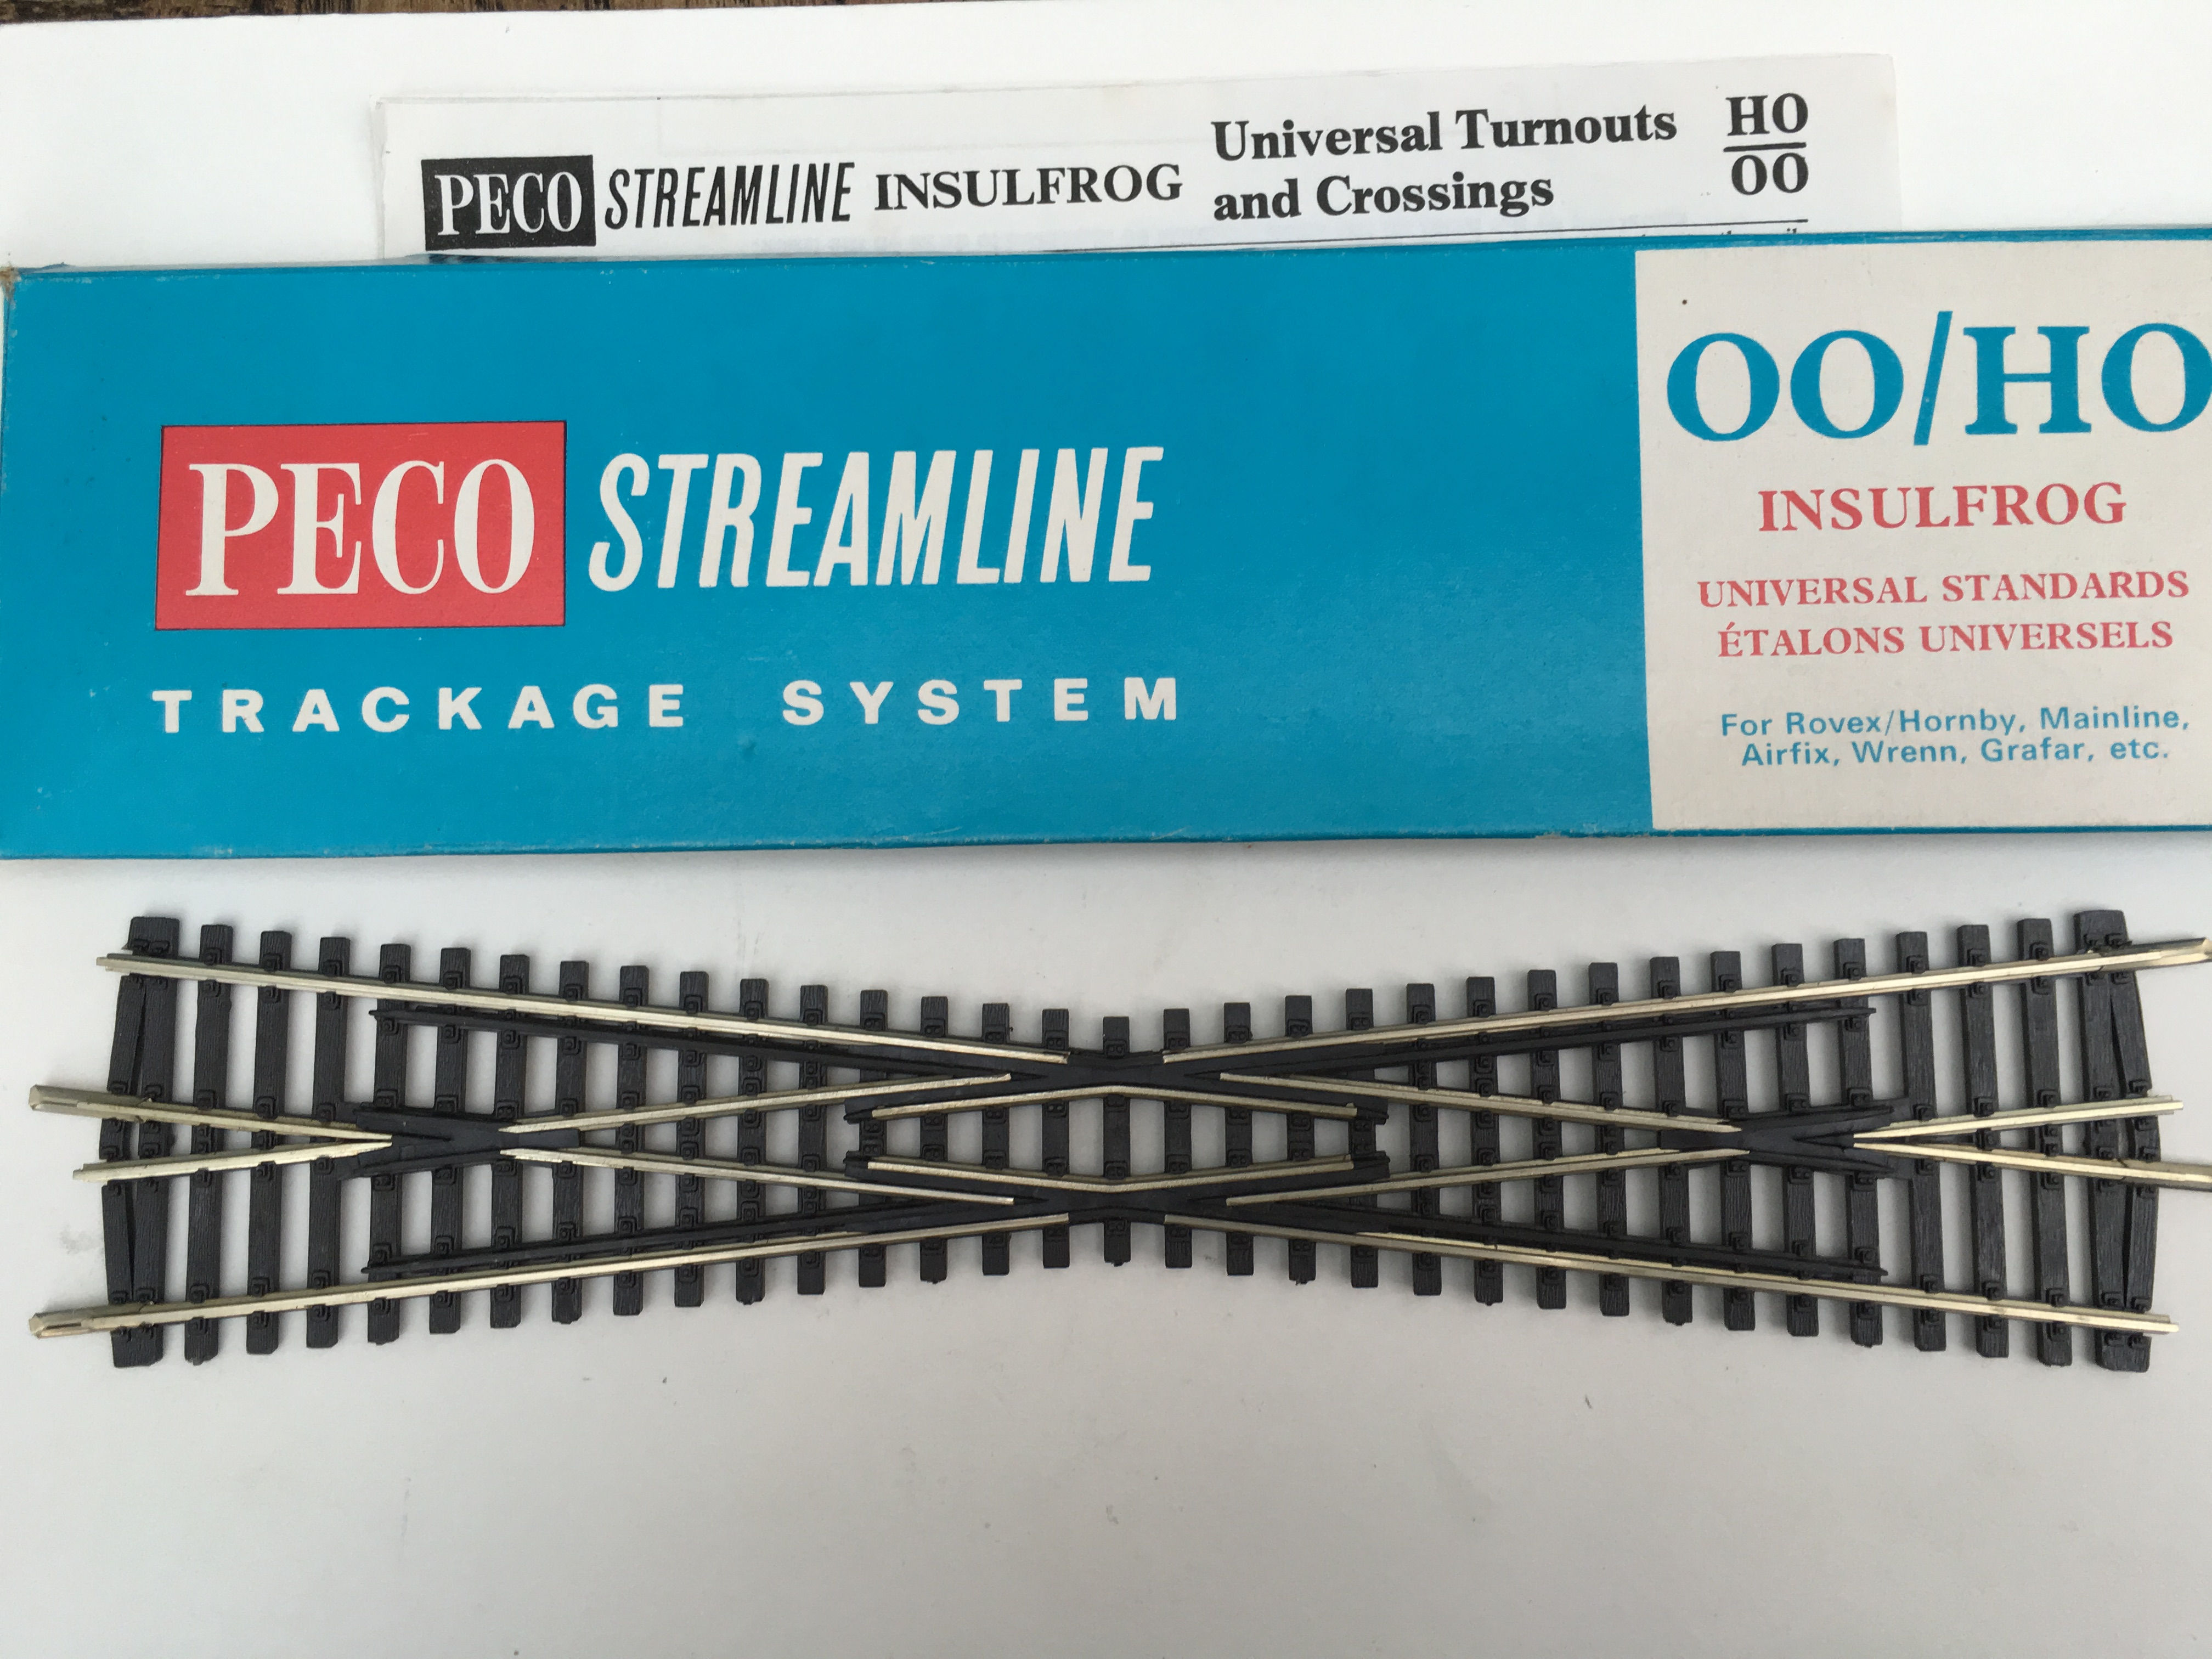 PECO STREAMLINE INSULFROG Universal Turnouts and Crossings HO OO
PECO STREAMLINE
TRACKAGE SYSTEM
OO/HO
INSULFROG
UNIVERSAL STANDARDS
ÉTALONS UNIVERSELS
For Rovex/Hornby, Mainline,
Airfix, Wrenn, Grafar, etc.